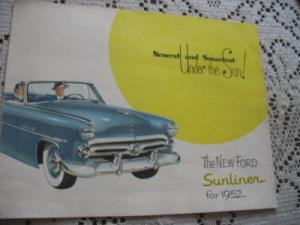 Newest and Smartest
Under the Sun!
The NEW FORD
Sunliner
for 1952